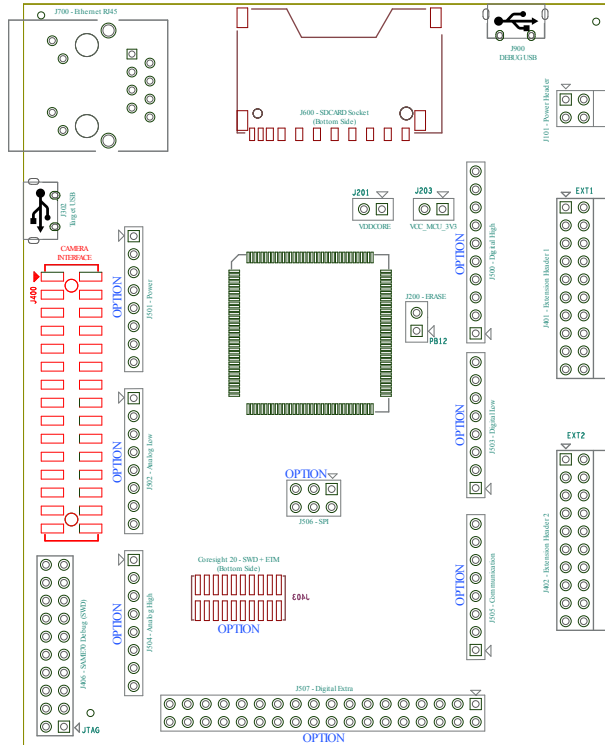 J700 - Ethernet RJ45
J600 - SDCARD Socket
(Bottom Side)
J900
DEBUG USB
J101 - Power Header
J302
Target USB
J201
VDDCORE
J203
VCC_MCU_3V3
J500 - Digital High
EXT1
J401 - Extension Header 1
CAMERA
INTERFACE
J400
OPTION
J501 - Power
OPTION
J200 - ERASE
PB12
OPTION
J502 - Analog Low
OPTION
J503 - Digital Low
EXT2
J402 - Extension Header 2
OPTION
J506 - SPI
Coresight 20 - SWD + ETM
(Bottom Side)
J403
OPTION
J406 - SAME70 Debug (SWD)
JTAG
OPTION
J504 - Analog High
OPTION
J505 - Communication
J507 - Digital Extra
OPTION